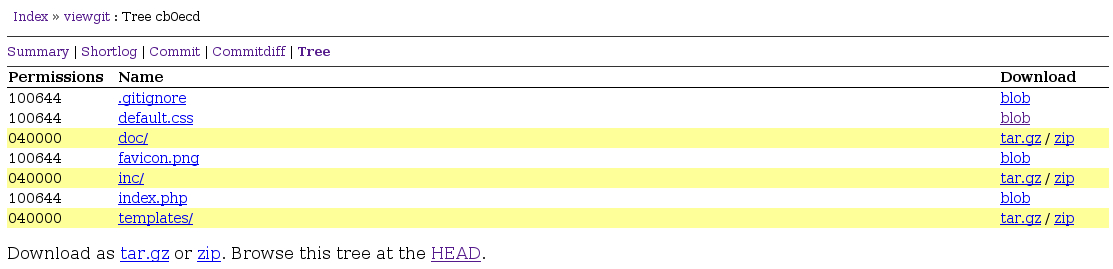 Index » viewgit : Tree cb0ecd
Summary | Shortlog | Commit | Commitdiff | Tree
Permissions Name Download
100644 .gitignore blob
100644 default.css blob
040000 doc/ tar.gz / zip
100644 favicon.png blob
040000 inc/ tar.gz / zip
100644 index.php blob
040000 templates/ tar.gz / zip
Download as tar.gz or zip. Browse this tree at the HEAD.